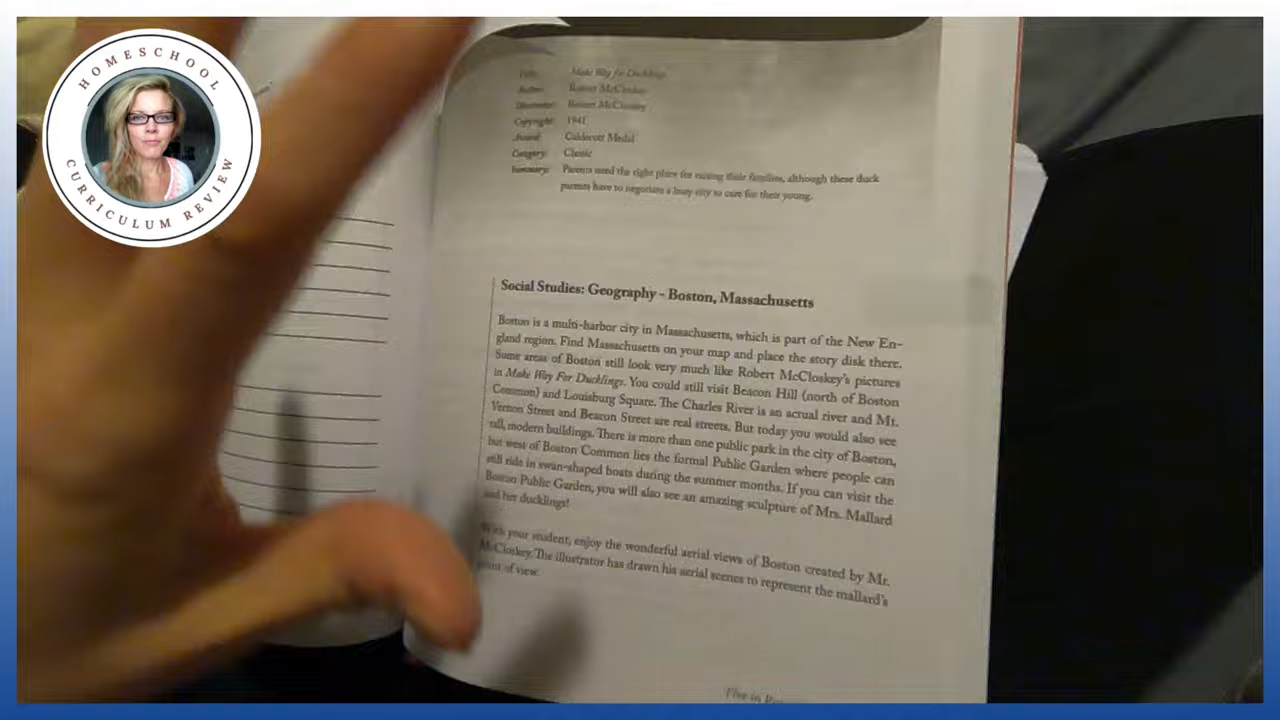 HOMESCHOOL
CURRICULUM REVIEW
Title: Make Way for Ducklings
Author: Robert McCloskey
Illustrator: Robert McCloskey
Copyright: 1941
Award: Caldecott Medal
Category: Classic
Summary: Parents need the right place for raising their families, although these duck
parents have to negotiate a busy city to care for their young.
Social Studies: Geography - Boston, Massachusetts
Boston is a multi-harbor city in Massachusetts, which is part of the New En-
gland region. Find Massachusetts on your map and place the story disk there.
Some areas of Boston still look very much like Robert McCloskey's pictures
in Make Way For Ducklings. You could still visit Beacon Hill (north of Boston
Common) and Louisburg Square. The Charles River is an actual river and Mt.
Vernon Street and Beacon Street are real streets. But today you would also see
tall, modern buildings. There is more than one public park in the city of Boston,
but west of Boston Common lies the formal Public Garden where people can
still ride in swan-shaped boats during the summer months. If you can visit the
Boston Public Garden, you will also see an amazing sculpture of Mrs. Mallard
and her ducklings!
With your student, enjoy the wonderful aerial views of Boston created by Mr.
McCloskey. The illustrator has drawn his aerial scenes to represent the mallard's
point of view.
Five in